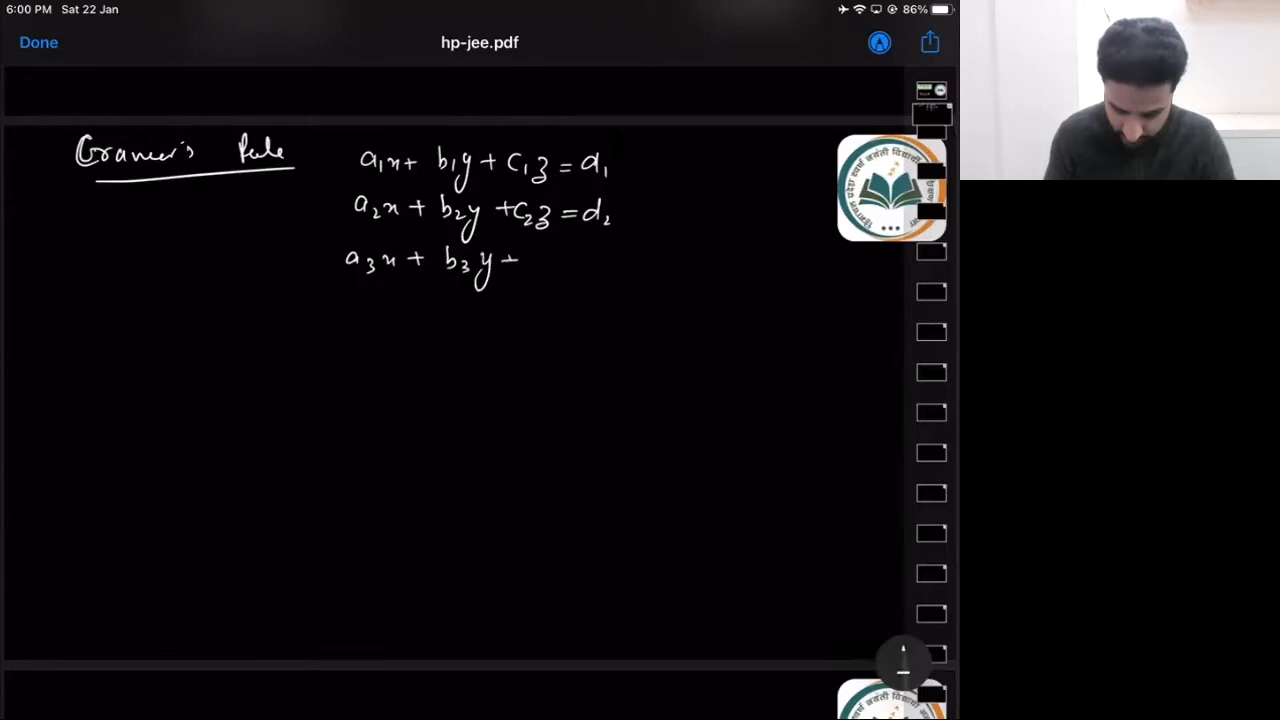 6:00 PM Sat 22 Jan 86%
Done hp-jee.pdf
Cramer's Rule
a₁x + b₁y + c₁z = d₁
a₂x + b₂y + c₂z = d₂
a₃x + b₃y +